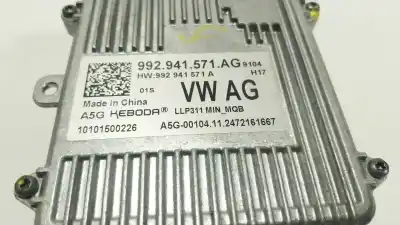 992.941.571.AG 9104
HW:992 941 571 A H17
01S VW AG
Made in China
A5G KEBODA® LLP311 MIN_MQB
10101500226 A5G-00104.11.2472161667